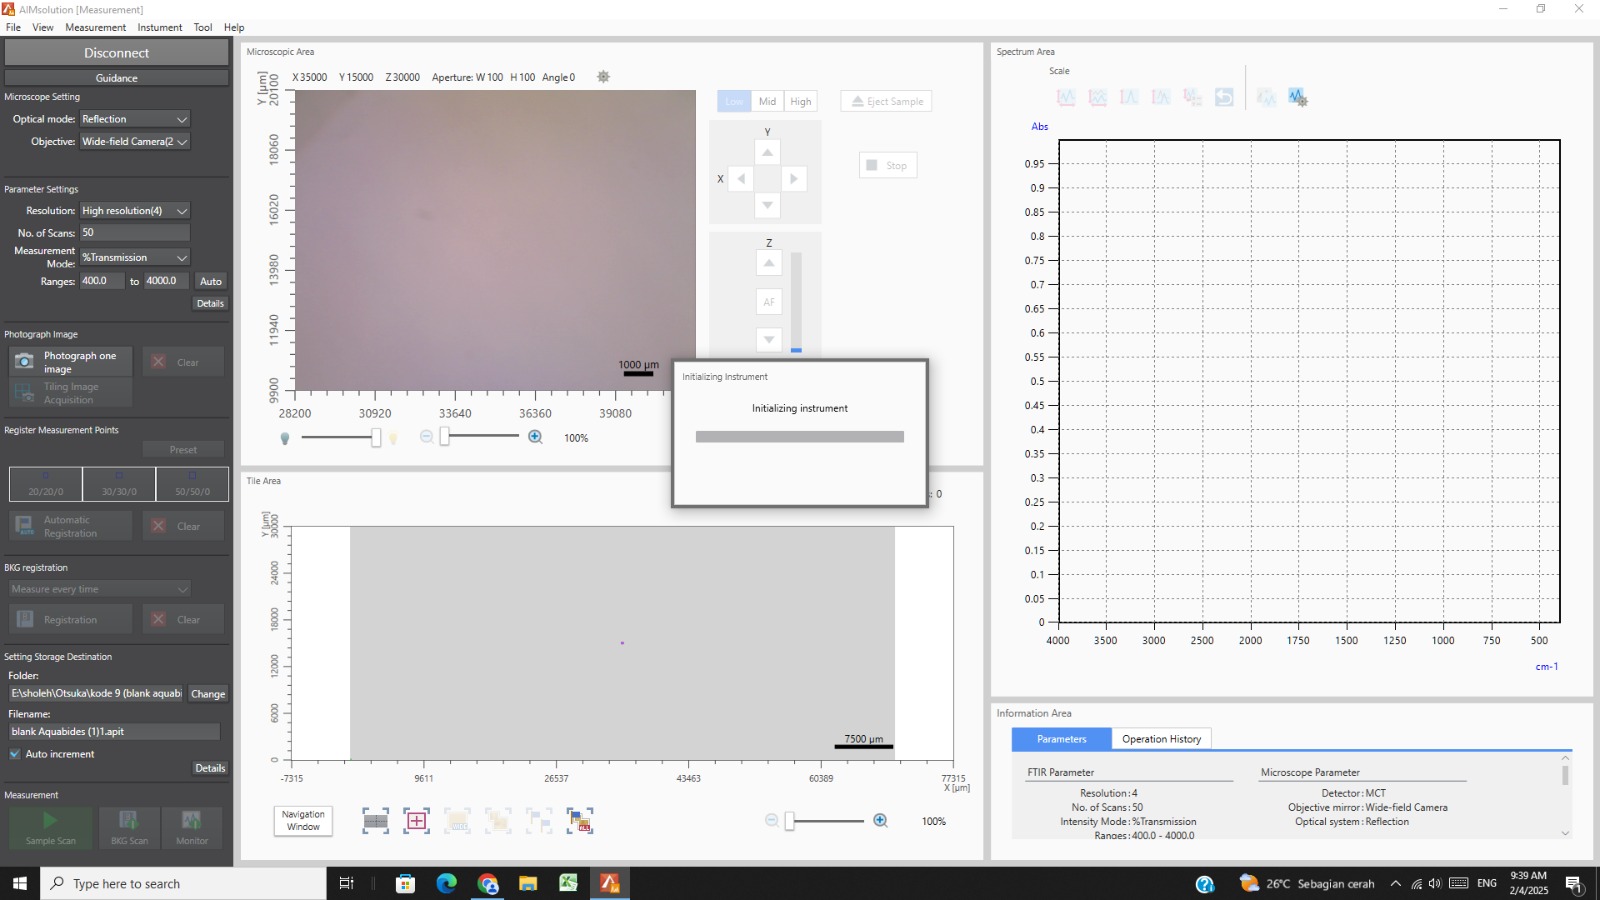 AIMsolution [Measurement]
File View Measurement Instument Tool Help
Disconnect
Guidance
Microscope Setting
Optical mode: Reflection
Objective: Wide-field Camera(2
Parameter Settings
Resolution: High resolution(4)
No. of Scans: 50
Measurement Mode: %Transmission
Ranges: 400.0 to 4000.0 Auto
Details
Photograph Image
Photograph one image
Clear
Tiling Image Acquisition
Register Measurement Points
Preset
20/20/0 30/30/0 50/50/0
Automatic Registration
Clear
BKG registration
Measure every time
Registration
Clear
Setting Storage Destination
Folder:
E:\sholeh\Otsuka\kode 9 (blank aquabi
Change
Filename:
blank Aquabides (1)1.apit
Auto increment
Details
Measurement
Sample Scan BKG Scan Monitor
Microscopic Area
X35000 Y15000 Z30000 Aperture: W100 H100 Angle0
Y [μm]
20100
18060
16020
13980
11940
9900
28200 30920 33640 36360 39080
1000 μm
100%
Low Mid High
Eject Sample
Y
X
Stop
Z
AF
Initializing Instrument
Initializing instrument
Tile Area
: 0
Y [μm]
30000
24000
18000
12000
6000
0
-7315 9611 26537 43463 60389 77315
X [μm]
7500 μm
Navigation Window
ALL
100%
Spectrum Area
Scale
Abs
0.95
0.9
0.85
0.8
0.75
0.7
0.65
0.6
0.55
0.5
0.45
0.4
0.35
0.3
0.25
0.2
0.15
0.1
0.05
0
4000 3500 3000 2500 2000 1750 1500 1250 1000 750 500
cm-1
Information Area
Parameters Operation History
FTIR Parameter
Resolution: 4
No. of Scans: 50
Intensity Mode: %Transmission
Ranges: 400.0 - 4000.0
Microscope Parameter
Detector: MCT
Objective mirror: Wide-field Camera
Optical system: Reflection
Type here to search
26°C Sebagian cerah
ENG
9:39 AM
2/4/2025
1